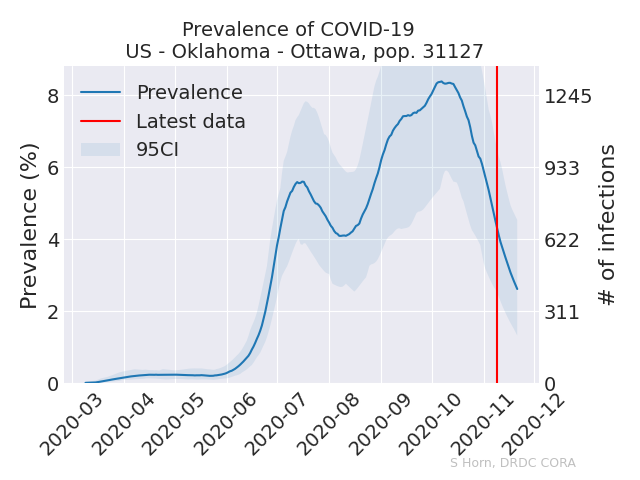 Prevalence of COVID-19
US - Oklahoma - Ottawa, pop. 31127
Prevalence
Latest data
95CI
Prevalence (%)
8
6
4
2
0
# of infections
1245
933
622
311
0
2020-03
2020-04
2020-05
2020-06
2020-07
2020-08
2020-09
2020-10
2020-11
2020-12
S Horn, DRDC CORA